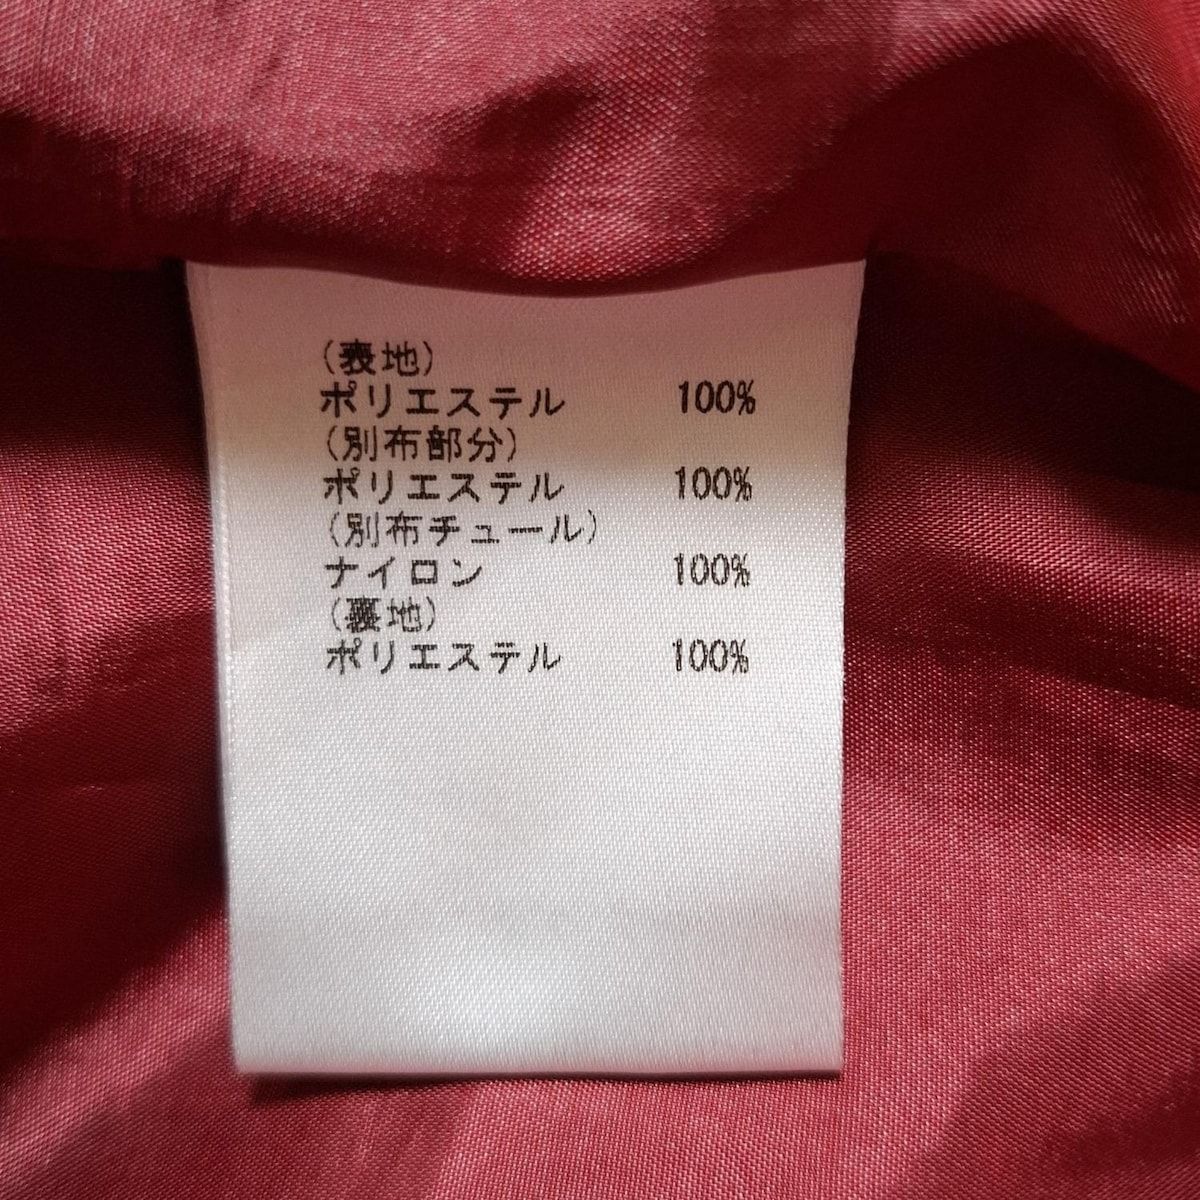 (表地)
ポリエステル 100%
(別布部分)
ポリエステル 100%
(別布チュール)
ナイロン 100%
(裏地)
ポリエステル 100%